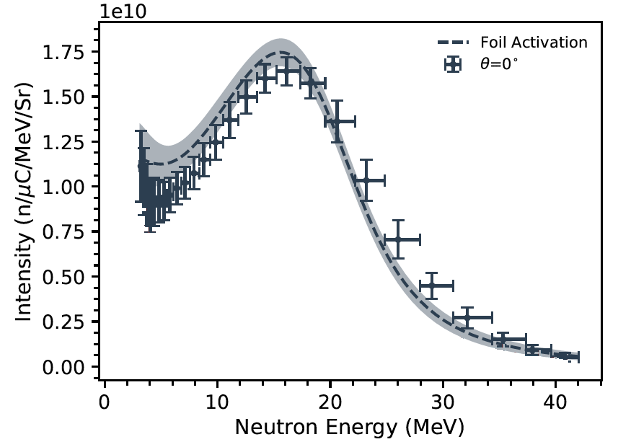 1e10
Foil Activation
θ=0°
1.75
1.50
1.25
1.00
0.75
0.50
0.25
0.00
Intensity (n/μC/MeV/Sr)
0 10 20 30 40
Neutron Energy (MeV)